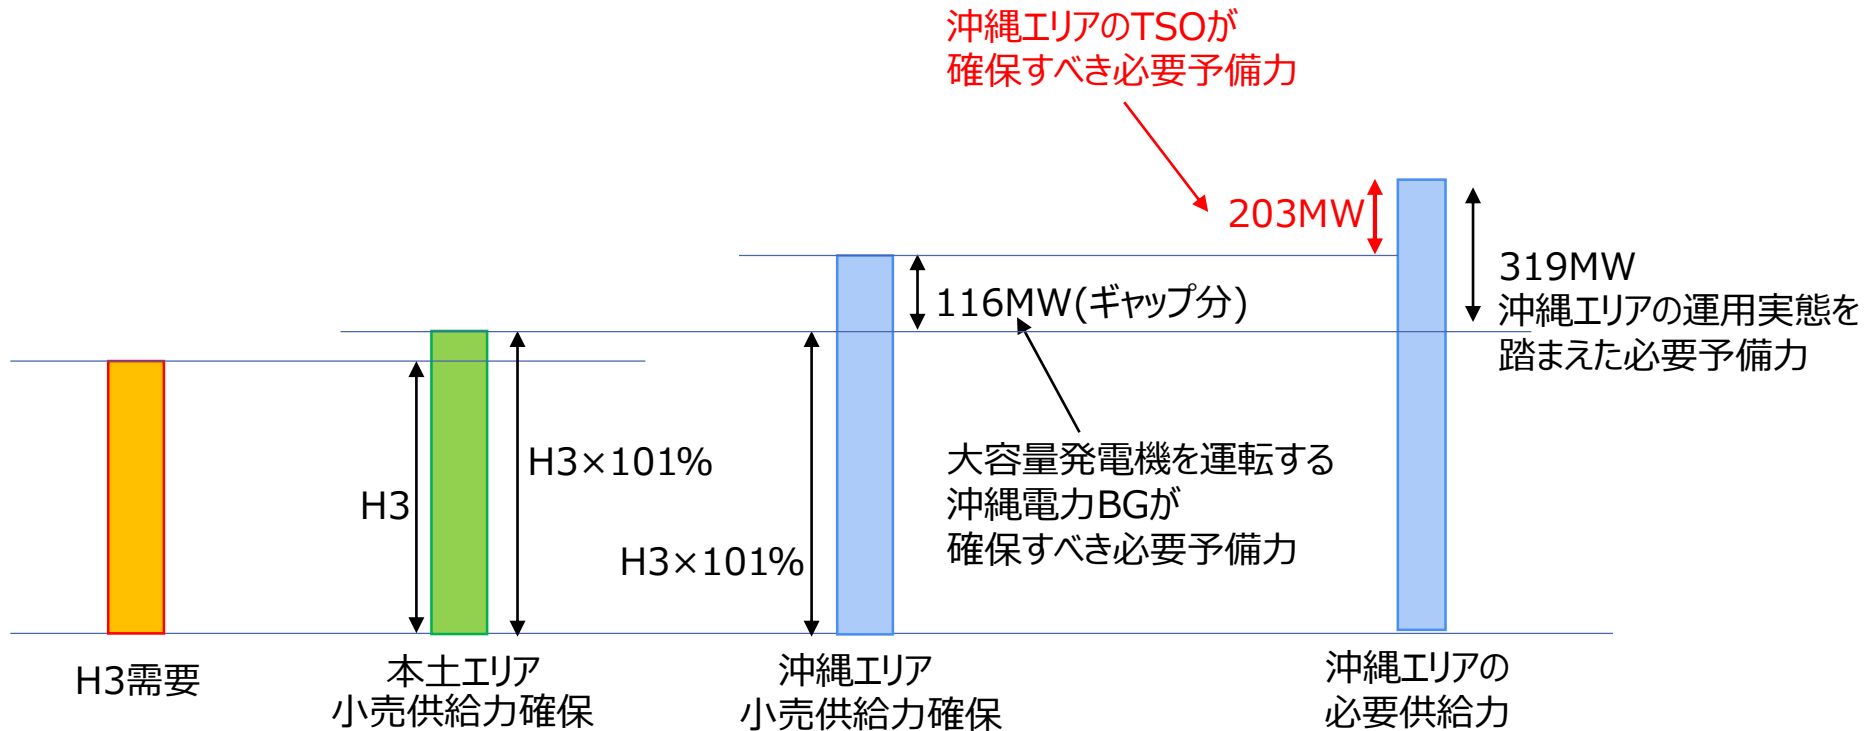 沖縄エリアのTSOが
確保すべき必要予備力
203MW
319MW
沖縄エリアの運用実態を
踏まえた必要予備力
116MW(ギャップ分)
H3×101%
H3
H3×101%
大容量発電機を運転する
沖縄電力BGが
確保すべき必要予備力
H3需要
本土エリア
小売供給力確保
沖縄エリア
小売供給力確保
沖縄エリアの
必要供給力